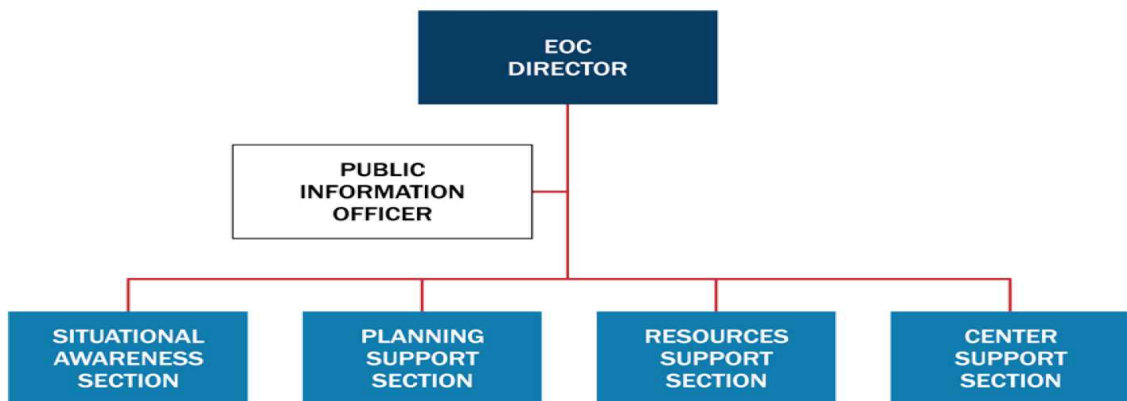 EOC
DIRECTOR
PUBLIC
INFORMATION
OFFICER
SITUATIONAL
AWARENESS
SECTION
PLANNING
SUPPORT
SECTION
RESOURCES
SUPPORT
SECTION
CENTER
SUPPORT
SECTION